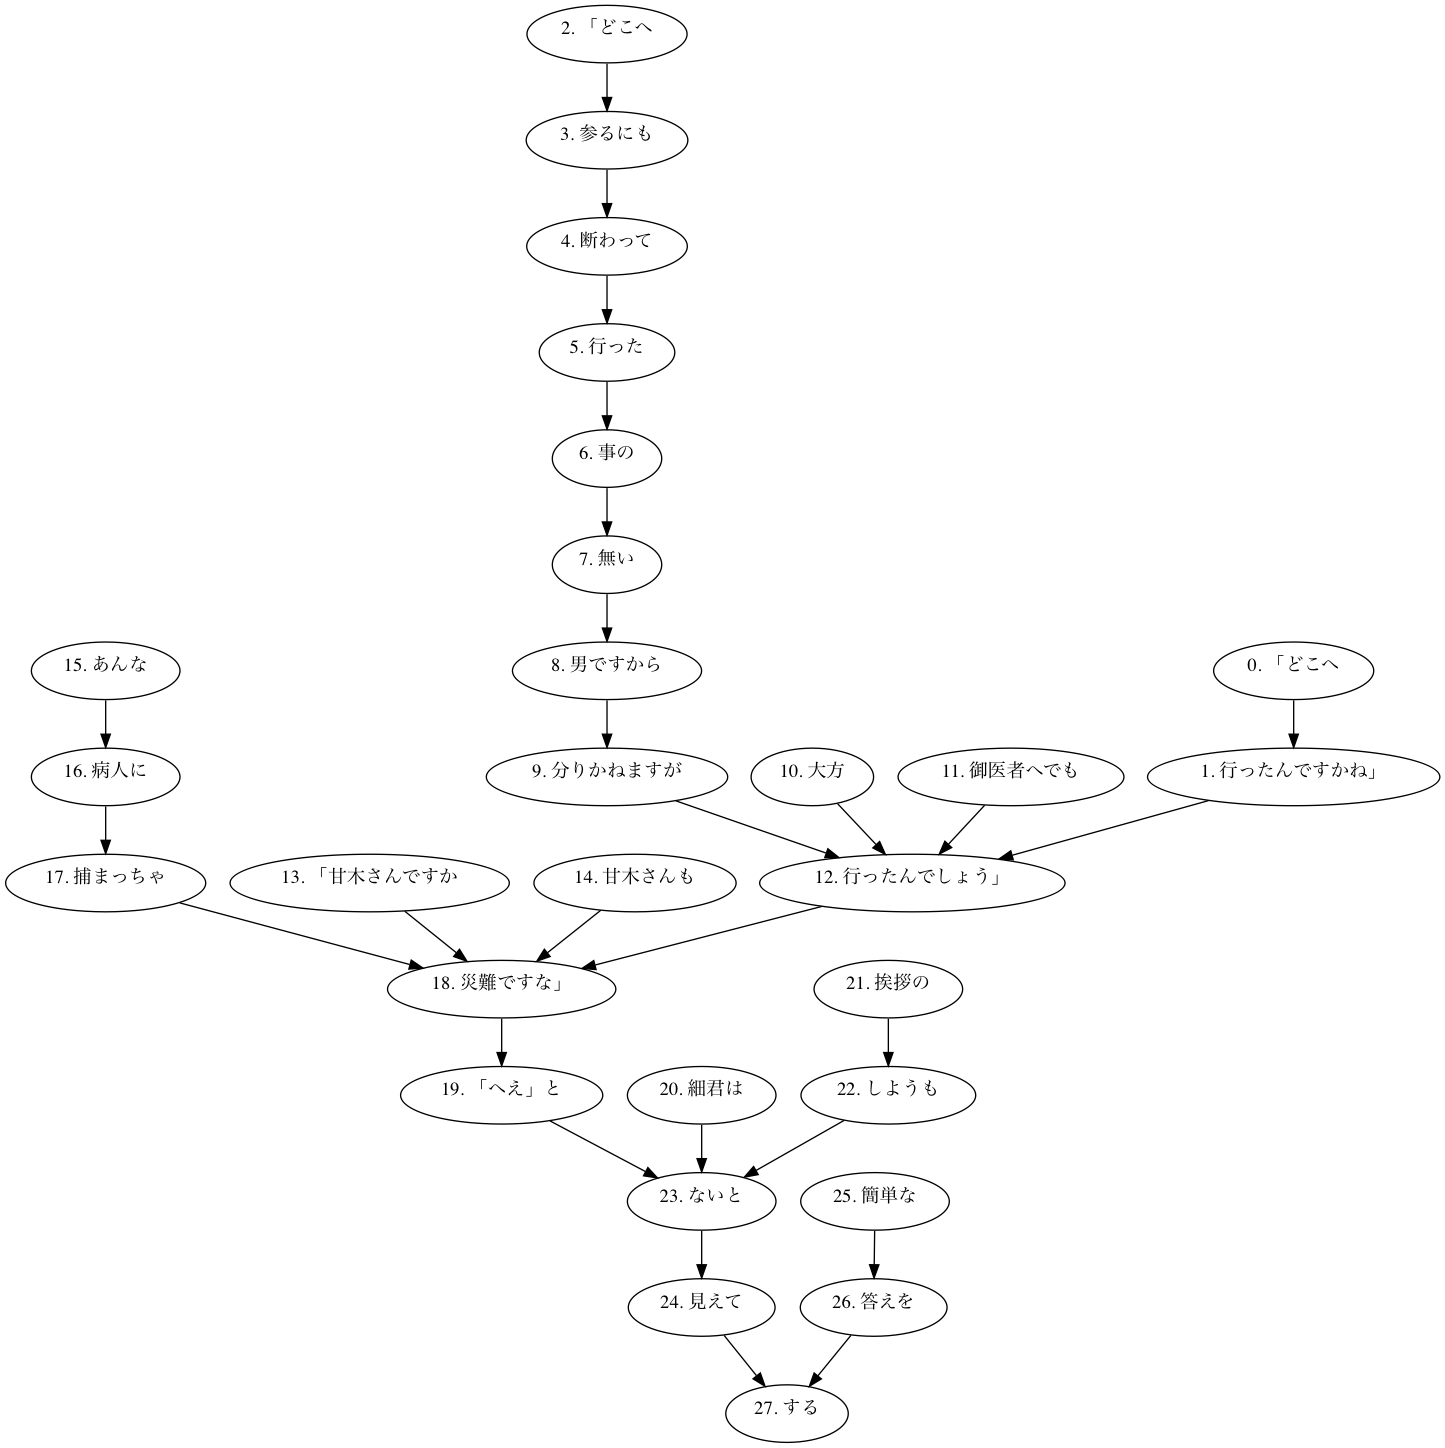 2. 「どこへ
3. 参るにも
4. 断わって
5. 行った
6. 事の
7. 無い
15. あんな
8. 男ですから
0. 「どこへ
16. 病人に
9. 分りかねますが
10. 大方
11. 御医者へでも
1. 行ったんですかね」
17. 捕まっちゃ
13. 「甘木さんですか
14. 甘木さんも
12. 行ったんでしょう」
18. 災難ですな」
21. 挨拶の
19. 「へえ」と
20. 細君は
22. しようも
23. ないと
25. 簡単な
24. 見えて
26. 答えを
27. する